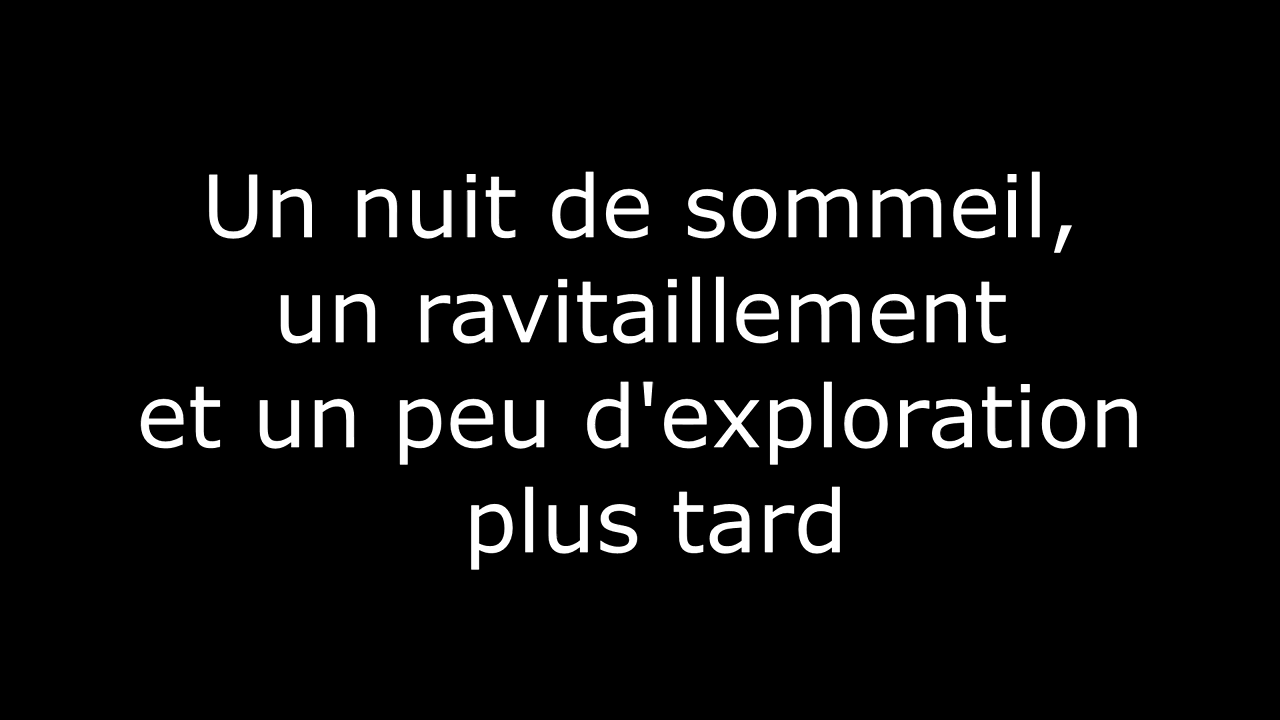 Un nuit de sommeil,
un ravitaillement
et un peu d'exploration
plus tard